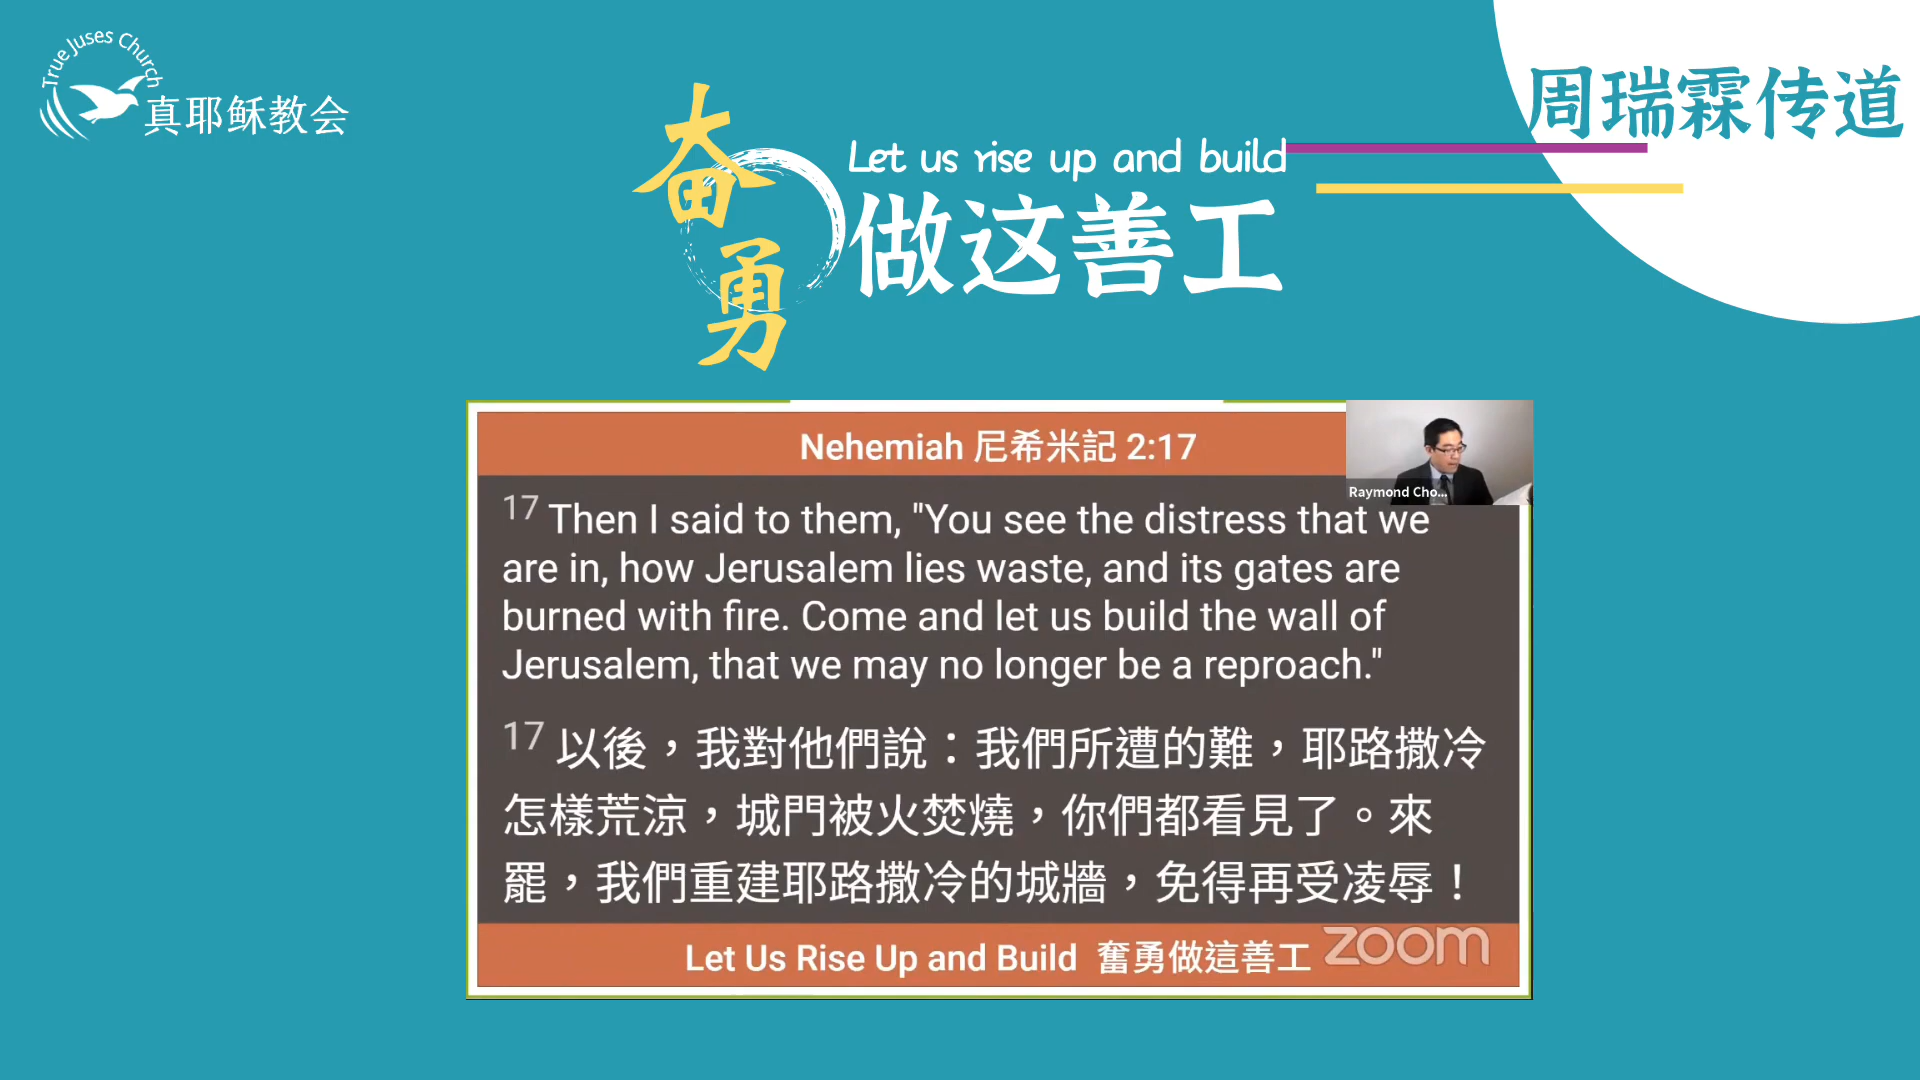 True Juses Church
真耶稣教会
周瑞霖传道
奋勇
Let us rise up and build
做这善工
Nehemiah 尼希米記 2:17
Raymond Cho...
17 Then I said to them, "You see the distress that we
are in, how Jerusalem lies waste, and its gates are
burned with fire. Come and let us build the wall of
Jerusalem, that we may no longer be a reproach."
17 以後，我對他們說：我們所遭的難，耶路撒冷
怎樣荒涼，城門被火焚燒，你們都看見了。來
罷，我們重建耶路撒冷的城牆，免得再受凌辱！
Let Us Rise Up and Build 奮勇做這善工
zoom